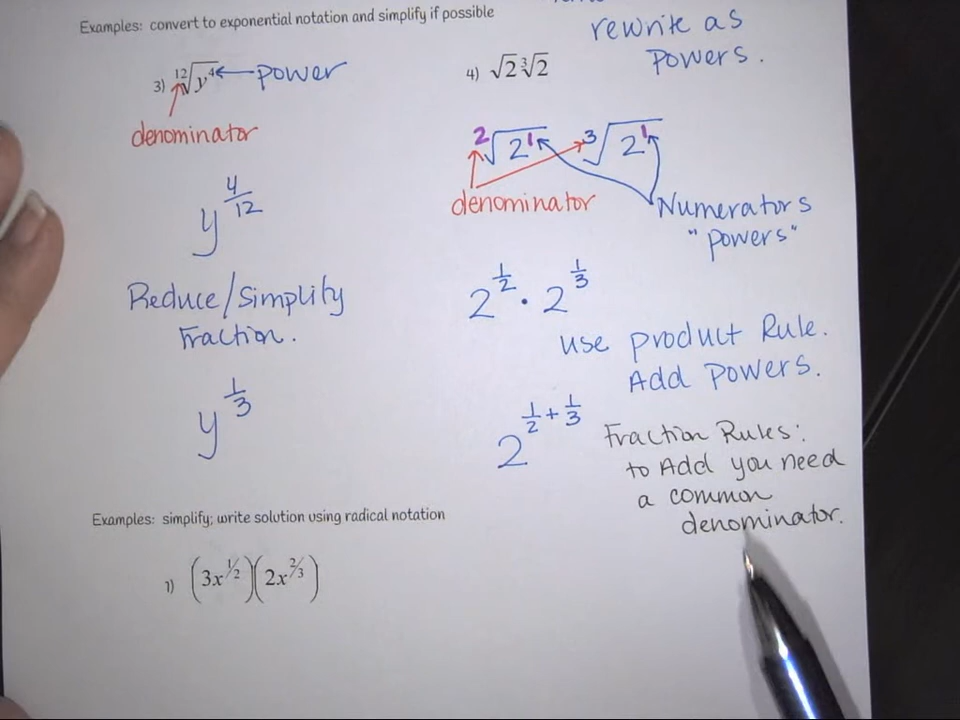 Examples: convert to exponential notation and simplify if possible
rewrite as
powers.
3) ¹²√y⁴ ← power
denominator
y^(4/12)
Reduce/Simplify
Fraction.
y^(1/3)
4) √2 ∛2
²√2¹ ³√2¹
denominator
Numerators
"powers"
2^(1/2) · 2^(1/3)
use product Rule.
Add powers.
2^(1/2 + 1/3)
Fraction Rules:
to Add you need
a common
denominator.
Examples: simplify; write solution using radical notation
1) (3x^(1/2))(2x^(2/3))